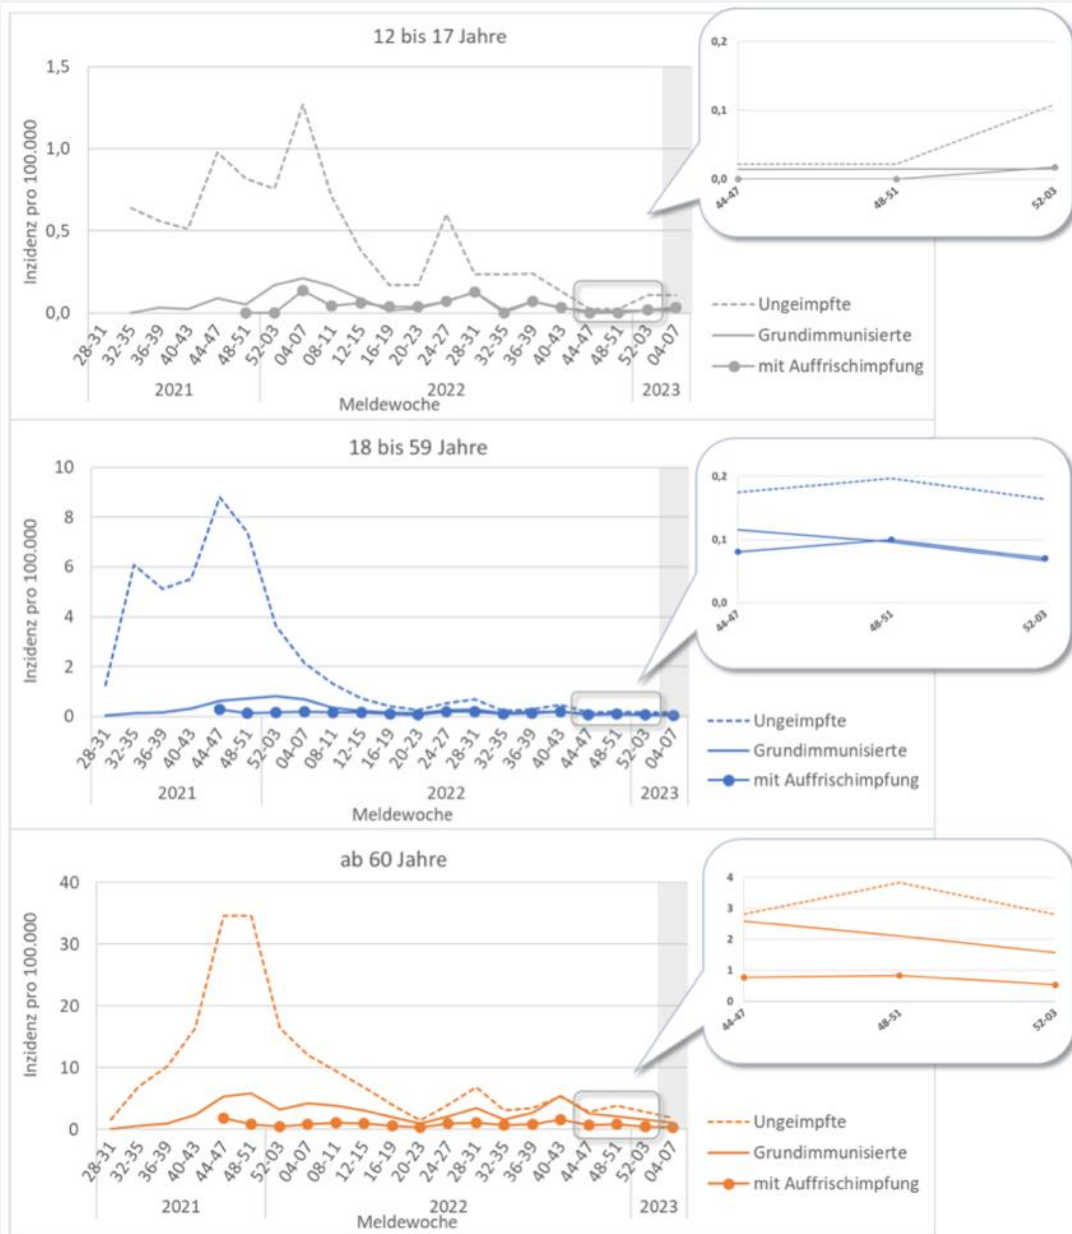 12 bis 17 Jahre
Inzidenz pro 100.000
1,5
1,0
0,5
0,0
28-31 32-35 36-39 40-43 44-47 48-51 52-03 04-07 08-11 12-15 16-19 20-23 24-27 28-31 32-35 36-39 40-43 44-47 48-51 52-03 04-07
2021 2022 2023
Meldewoche
0,2
0,1
0,0
44-47 48-51 52-03
Ungeimpfte
Grundimmunisierte
mit Auffrischimpfung
18 bis 59 Jahre
Inzidenz pro 100.000
10
8
6
4
2
0
28-31 32-35 36-39 40-43 44-47 48-51 52-03 04-07 08-11 12-15 16-19 20-23 24-27 28-31 32-35 36-39 40-43 44-47 48-51 52-03 04-07
2021 2022 2023
Meldewoche
0,2
0,1
0,0
44-47 48-51 52-03
Ungeimpfte
Grundimmunisierte
mit Auffrischimpfung
ab 60 Jahre
Inzidenz pro 100.000
40
30
20
10
0
28-31 32-35 36-39 40-43 44-47 48-51 52-03 04-07 08-11 12-15 16-19 20-23 24-27 28-31 32-35 36-39 40-43 44-47 48-51 52-03 04-07
2021 2022 2023
Meldewoche
4
3
2
1
0
44-47 48-51 52-03
Ungeimpfte
Grundimmunisierte
mit Auffrischimpfung